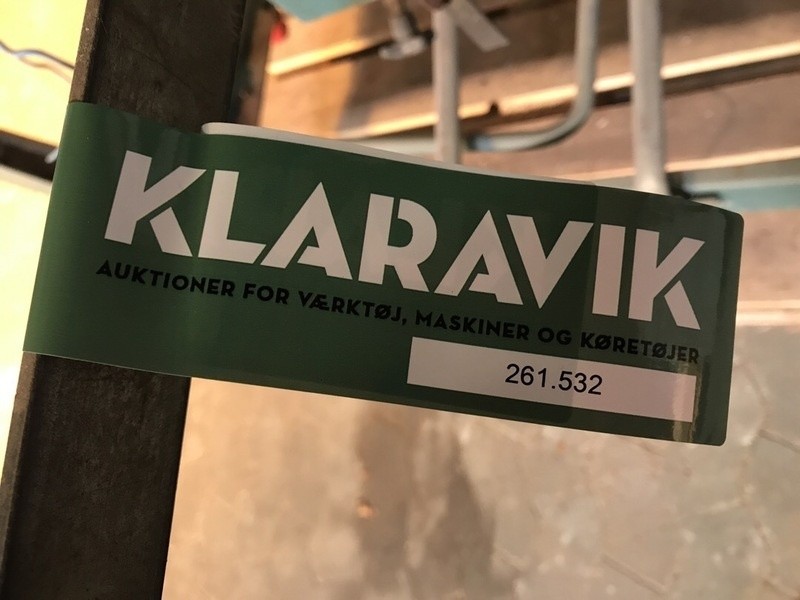 KLARAVIK
AUKTIONER FOR VÆRKTØJ, MASKINER OG KØRETØJER
261.532